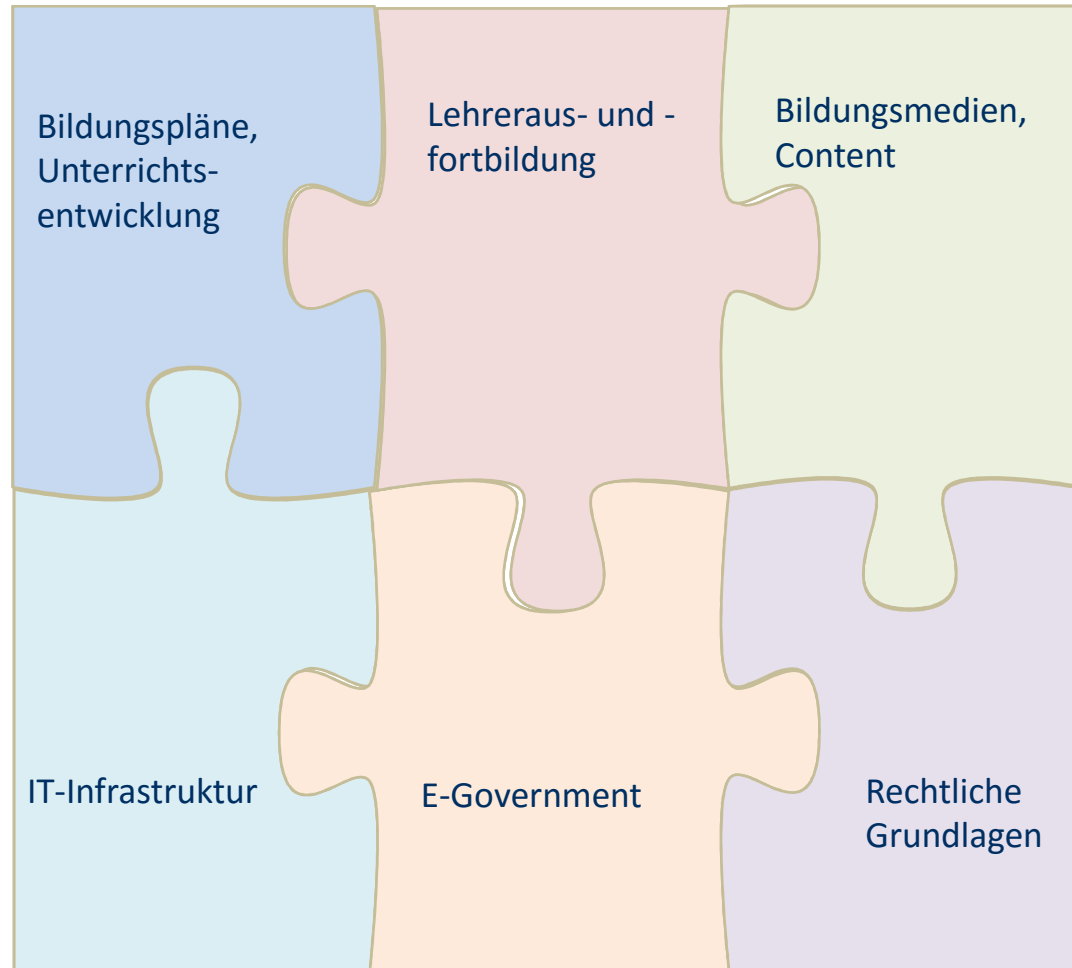 Bildungspläne,
Unterrichts-
entwicklung
Lehreraus- und -
fortbildung
Bildungsmedien,
Content
IT-Infrastruktur
E-Government
Rechtliche
Grundlagen